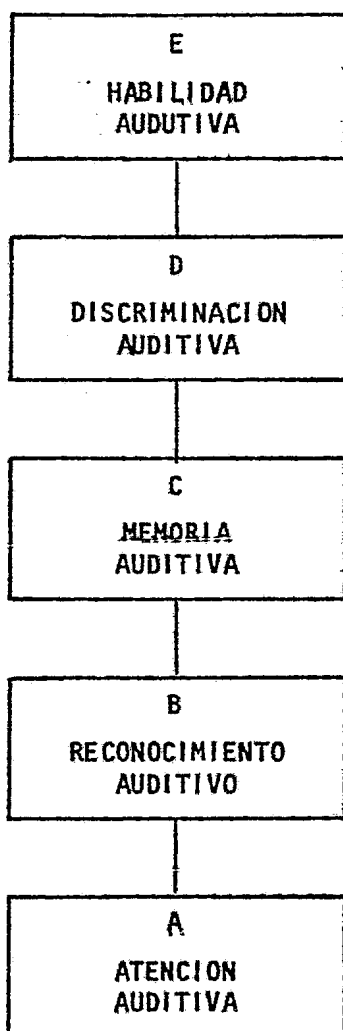 E
HABILIDAD
AUDUTIVA
D
DISCRIMINACION
AUDITIVA
C
MEMORIA
AUDITIVA
B
RECONOCIMIENTO
AUDITIVO
A
ATENCION
AUDITIVA